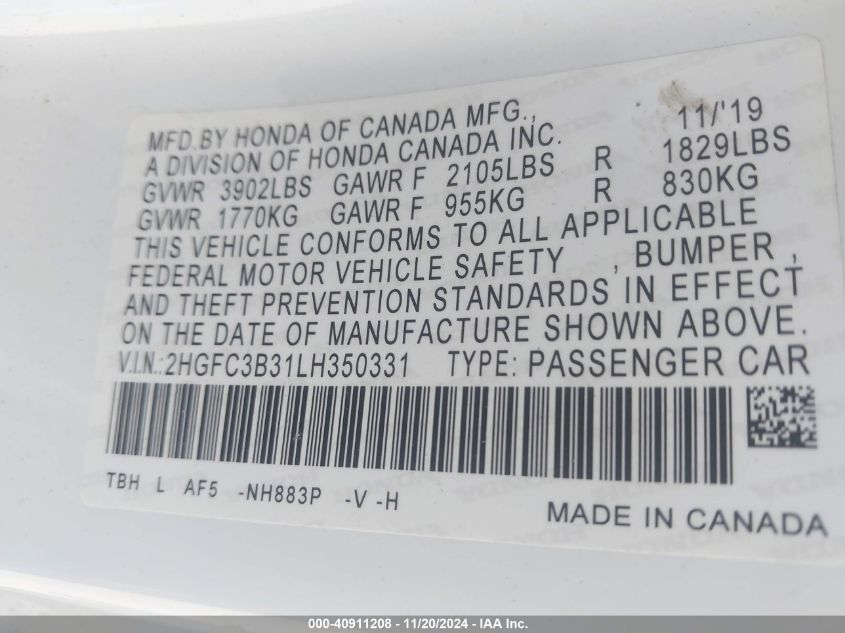 MFD.BY HONDA OF CANADA MFG., 11/'19
A DIVISION OF HONDA CANADA INC.
GVWR 3902LBS GAWR F 2105LBS R 1829LBS
GVWR 1770KG GAWR F 955KG R 830KG
THIS VEHICLE CONFORMS TO ALL APPLICABLE
FEDERAL MOTOR VEHICLE SAFETY , BUMPER ,
AND THEFT PREVENTION STANDARDS IN EFFECT
ON THE DATE OF MANUFACTURE SHOWN ABOVE.
V.I.N.:2HGFC3B31LH350331 TYPE: PASSENGER CAR
TBH L AF5 -NH883P -V -H
MADE IN CANADA
000-40911208 - 11/20/2024 - IAA Inc.